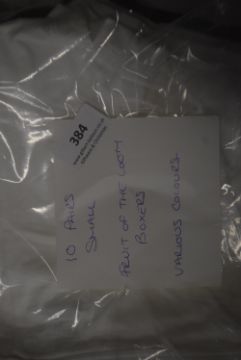 384
10 PAIRS
SMALL
FRUIT OF THE LOOM
BOXERS
VARIOUS COLOURS.